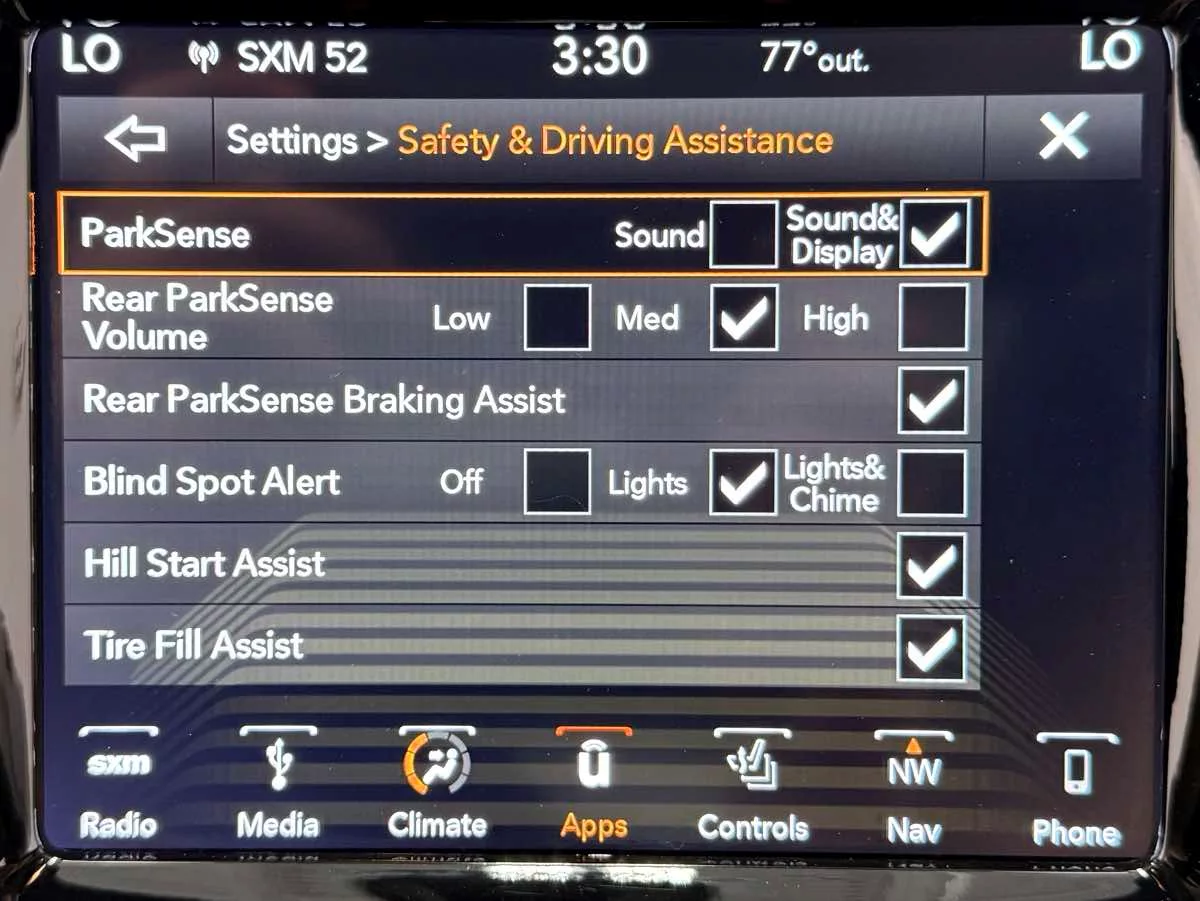 LO SXM 52 3:30 77°out. LO
Settings > Safety & Driving Assistance
ParkSense Sound Sound&
Display
Rear ParkSense
Volume Low Med High
Rear ParkSense Braking Assist
Blind Spot Alert Off Lights Lights&
Chime
Hill Start Assist
Tire Fill Assist
sxm NW
Radio Media Climate Apps Controls Nav Phone